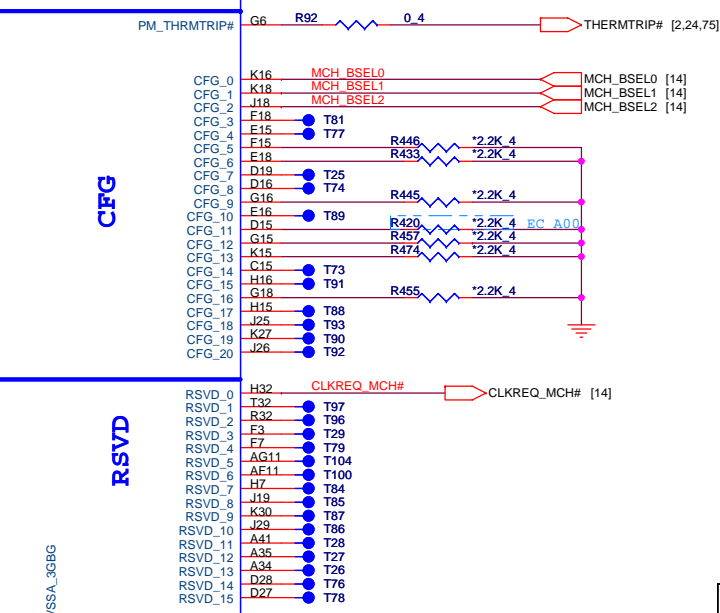 PM_THRMTRIP# G6 R92 0_4 THERMTRIP# [2,24,75]
CFG
CFG_0 K16 MCH_BSEL0 MCH_BSEL0 [14]
CFG_1 K18 MCH_BSEL1 MCH_BSEL1 [14]
CFG_2 J18 MCH_BSEL2 MCH_BSEL2 [14]
CFG_3 F18 T81
CFG_4 E15 T77
CFG_5 F15 R446 *2.2K_4
CFG_6 E18 R433 *2.2K_4
CFG_7 D19 T25
CFG_8 D16 T74
CFG_9 G16 R445 *2.2K_4
CFG_10 E16 T89
CFG_11 D15 R420 *2.2K_4 EC A00
CFG_12 G15 R457 *2.2K_4
CFG_13 K15 R474 *2.2K_4
CFG_14 C15 T73
CFG_15 H16 T91
CFG_16 G18 R455 *2.2K_4
CFG_17 H15 T88
CFG_18 J25 T93
CFG_19 K27 T90
CFG_20 J26 T92
RSVD
RSVD_0 H32 CLKREQ_MCH# CLKREQ_MCH# [14]
RSVD_1 T32 T97
RSVD_2 R32 T96
RSVD_3 F3 T29
RSVD_4 F7 T79
RSVD_5 AG11 T104
RSVD_6 AF11 T100
RSVD_7 H7 T84
RSVD_8 J19 T85
RSVD_9 K30 T87
RSVD_10 J29 T86
RSVD_11 A41 T28
RSVD_12 A35 T27
RSVD_13 A34 T26
RSVD_14 D28 T76
RSVD_15 D27 T78
VSSA_3GBG